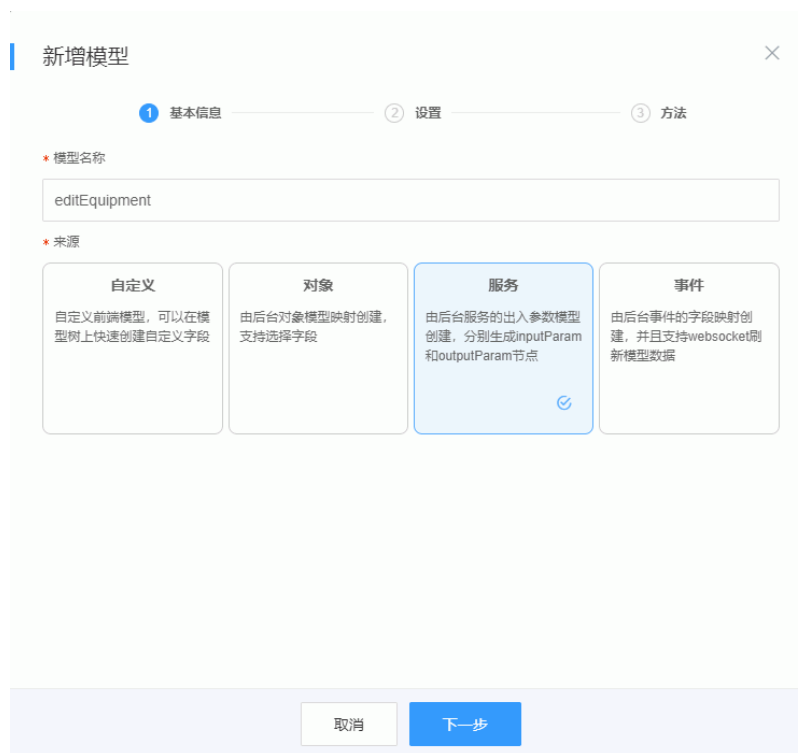 新增模型
1 基本信息
2 设置
3 方法
* 模型名称
editEquipment
* 来源
自定义
自定义前端模型，可以在模
型树上快速创建自定义字段
对象
由后台对象模型映射创建，
支持选择字段
服务
由后台服务的出入参数模型
创建，分别生成inputParam
和outputParam节点
事件
由后台事件的字段映射创
建，并且支持websocket刷
新模型数据
取消
下一步